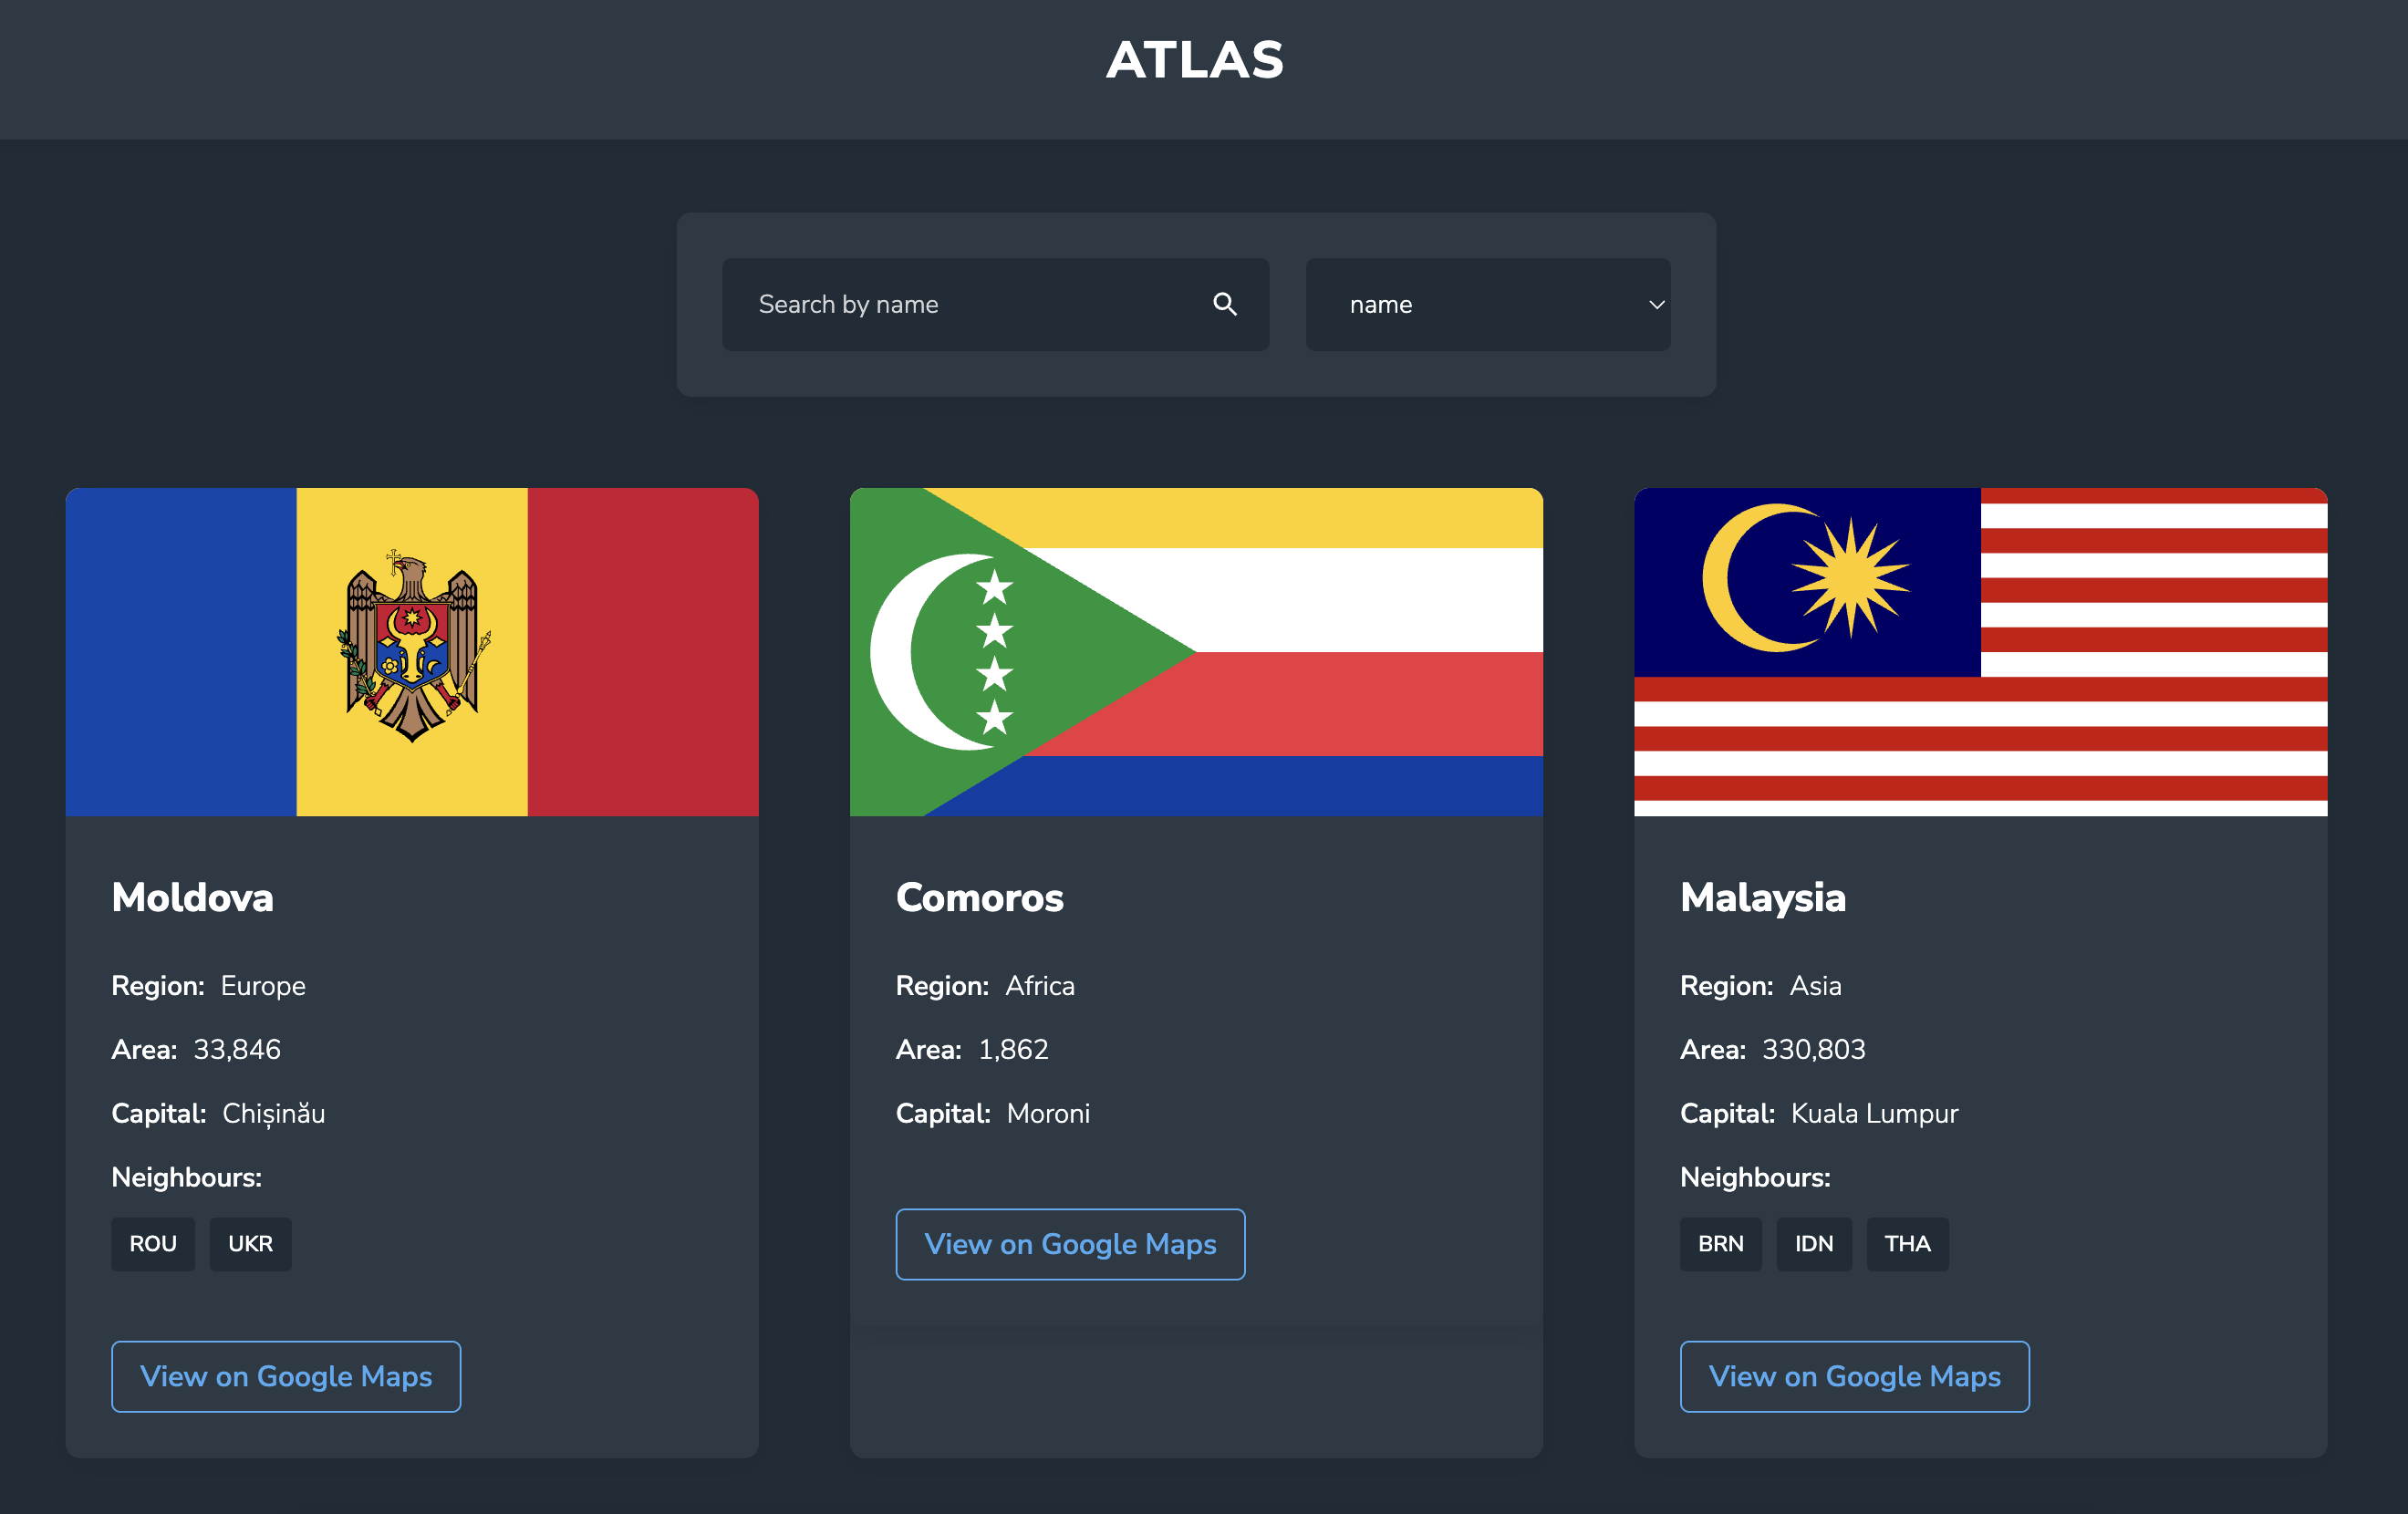 ATLAS
Search by name
name
Moldova
Region: Europe
Area: 33,846
Capital: Chișinău
Neighbours:
ROU UKR
View on Google Maps
Comoros
Region: Africa
Area: 1,862
Capital: Moroni
View on Google Maps
Malaysia
Region: Asia
Area: 330,803
Capital: Kuala Lumpur
Neighbours:
BRN IDN THA
View on Google Maps